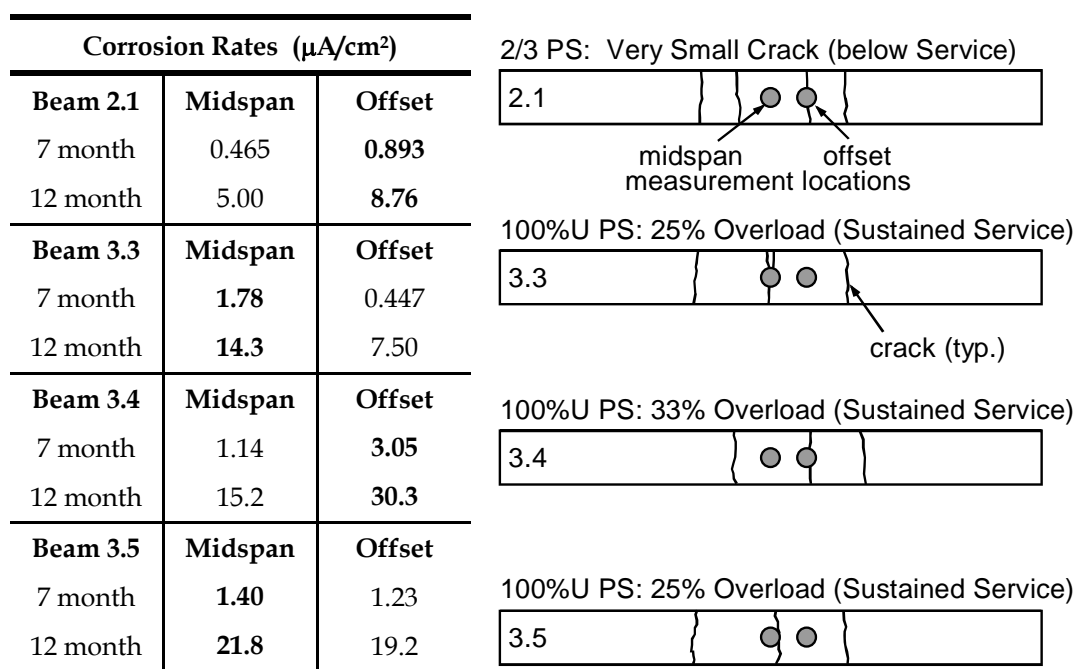 Corrosion Rates (µA/cm²)
Beam 2.1 Midspan Offset
7 month 0.465 0.893
12 month 5.00 8.76
Beam 3.3 Midspan Offset
7 month 1.78 0.447
12 month 14.3 7.50
Beam 3.4 Midspan Offset
7 month 1.14 3.05
12 month 15.2 30.3
Beam 3.5 Midspan Offset
7 month 1.40 1.23
12 month 21.8 19.2
2/3 PS: Very Small Crack (below Service)
2.1
midspan offset
measurement locations
100%U PS: 25% Overload (Sustained Service)
3.3
crack (typ.)
100%U PS: 33% Overload (Sustained Service)
3.4
100%U PS: 25% Overload (Sustained Service)
3.5